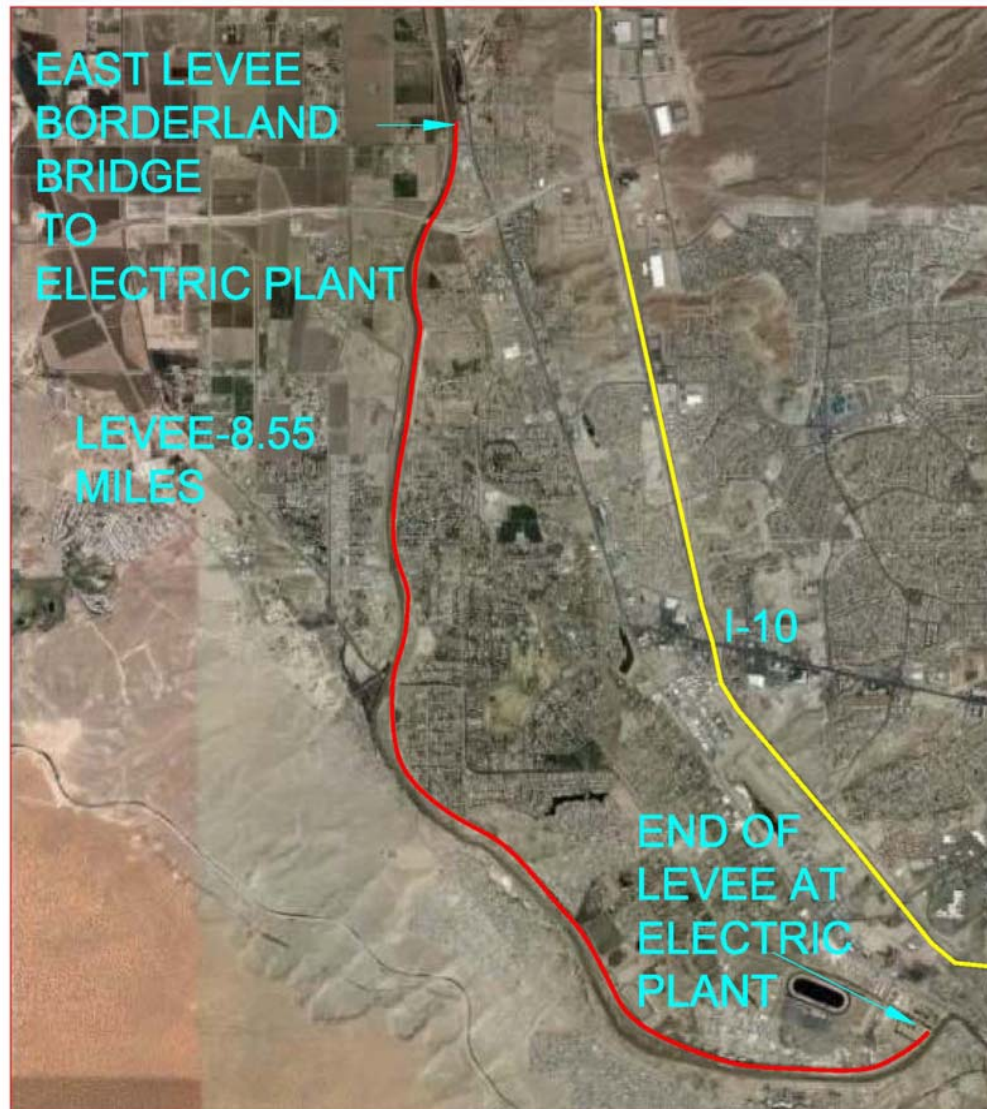 EAST LEVEE
BORDERLAND
BRIDGE
TO
ELECTRIC PLANT
LEVEE-8.55
MILES
I-10
END OF
LEVEE AT
ELECTRIC
PLANT